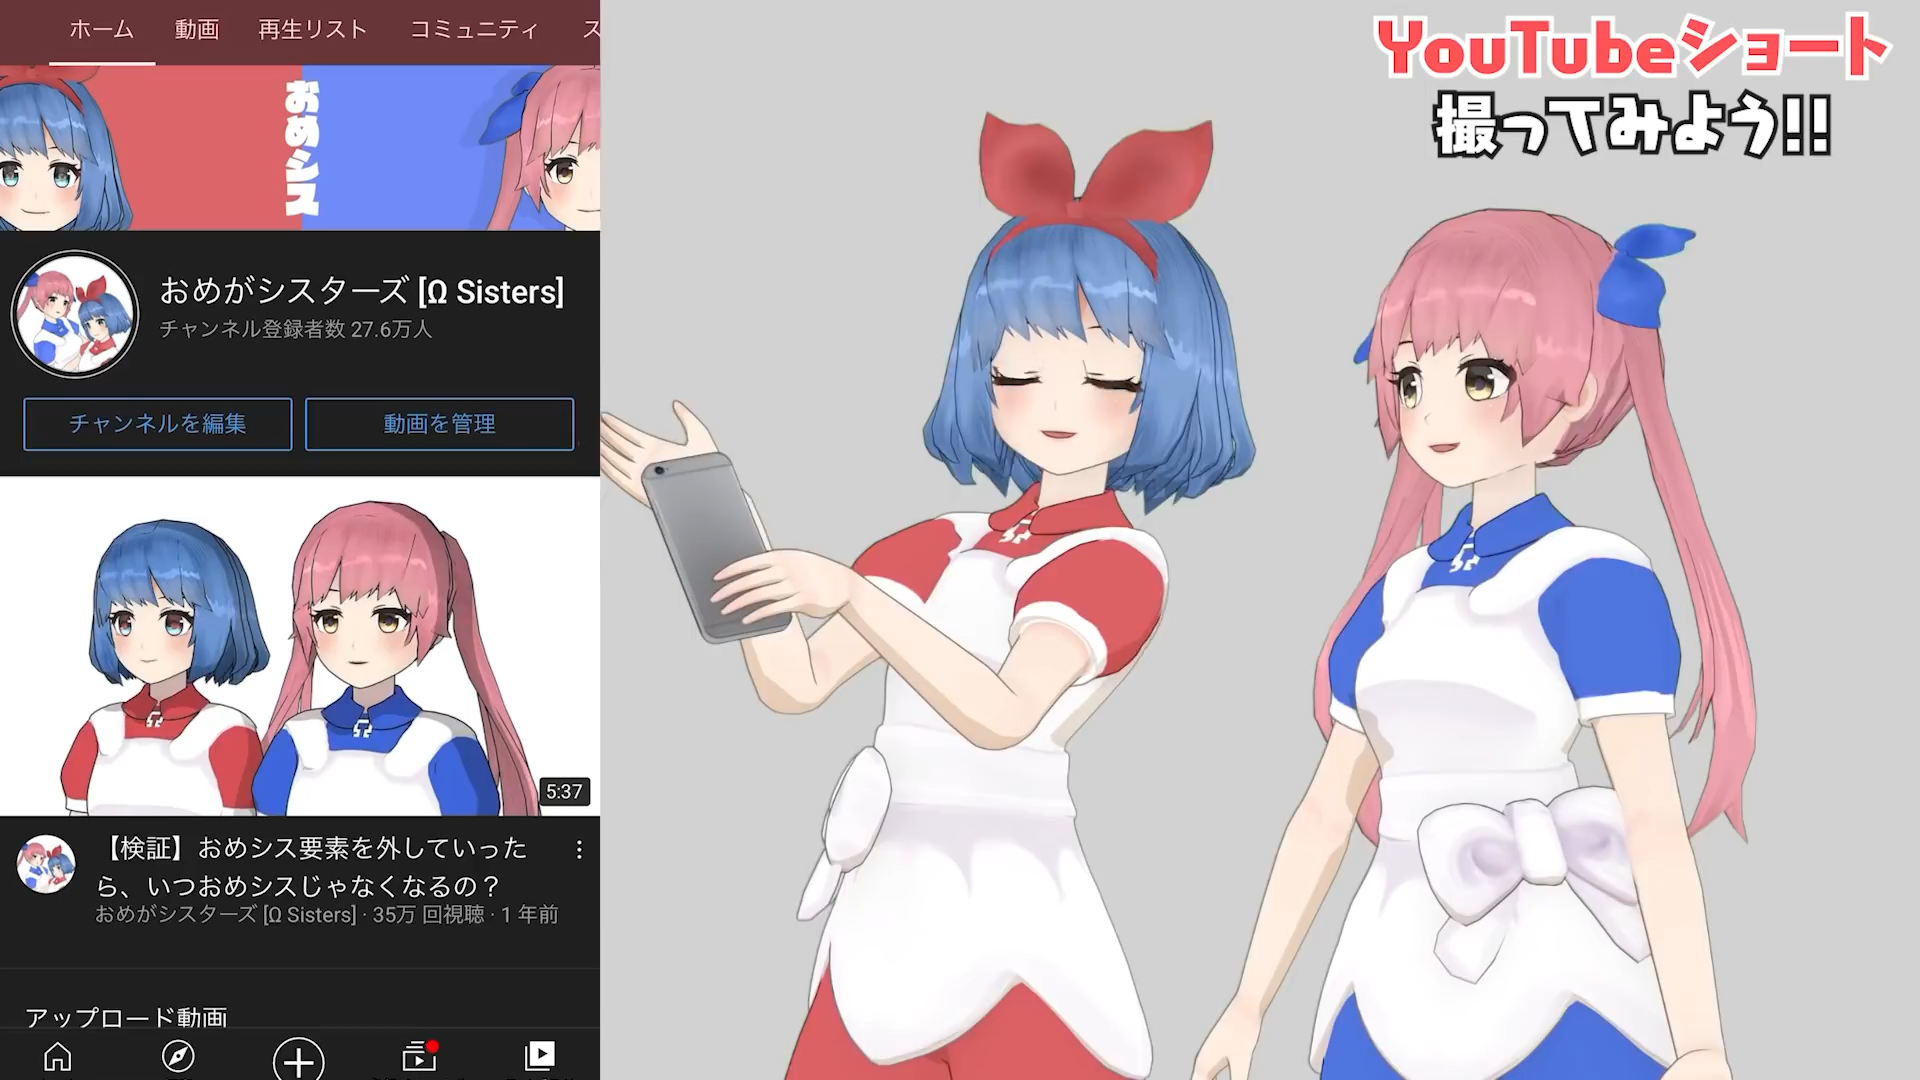 ホーム 動画 再生リスト コミュニティ
おめシス
おめがシスターズ [Ω Sisters]
チャンネル登録者数 27.6万人
チャンネルを編集 動画を管理
5:37
【検証】おめシス要素を外していった
ら、いつおめシスじゃなくなるの？
おめがシスターズ [Ω Sisters]・35万 回視聴・1 年前
アップロード動画
YouTubeショート
撮ってみよう!!